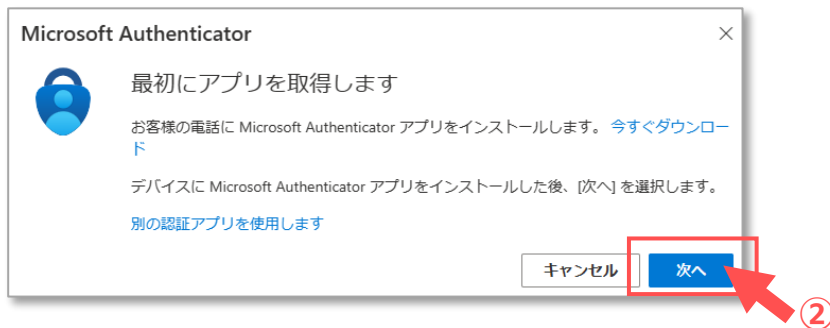 Microsoft Authenticator
最初にアプリを取得します
お客様の電話に Microsoft Authenticator アプリをインストールします。 今すぐダウンロー
ド
デバイスに Microsoft Authenticator アプリをインストールした後、[次へ] を選択します。
別の認証アプリを使用します
キャンセル 次へ
②